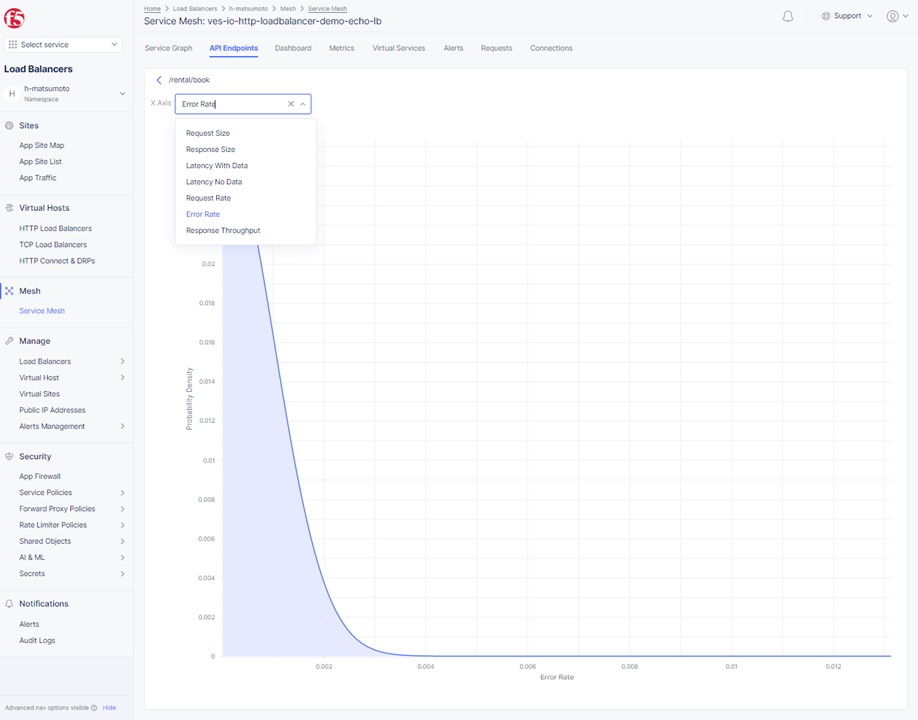 f5
Home > Load Balancers > h-matsumoto > Mesh > Service Mesh
Service Mesh: ves-io-http-loadbalancer-demo-echo-lb
Support
Select service
Load Balancers
H
h-matsumoto
Namespace
Sites
App Site Map
App Site List
App Traffic
Virtual Hosts
HTTP Load Balancers
TCP Load Balancers
HTTP Connect & DRPs
Mesh
Service Mesh
Manage
Load Balancers
Virtual Host
Virtual Sites
Public IP Addresses
Alerts Management
Security
App Firewall
Service Policies
Forward Proxy Policies
Rate Limiter Policies
Shared Objects
AI & ML
Secrets
Notifications
Alerts
Audit Logs
Advanced nav options visible Hide
Service Graph API Endpoints Dashboard Metrics Virtual Services Alerts Requests Connections
/rental/book
X Axis Error Rate
Request Size
Response Size
Latency With Data
Latency No Data
Request Rate
Error Rate
Response Throughput
Probability Density
0.02
0.018
0.016
0.014
0.012
0.01
0.008
0.006
0.004
0.002
0
0.002 0.004 0.006 0.008 0.01 0.012
Error Rate